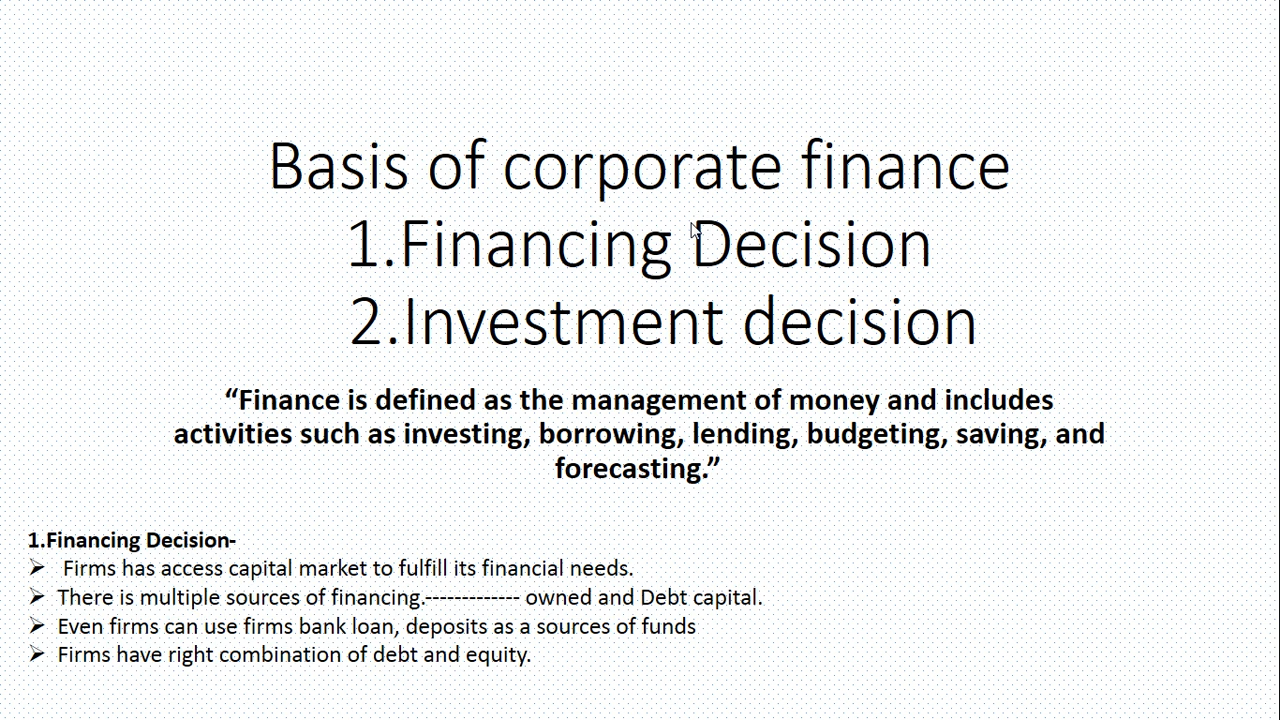 Basis of corporate finance
1.Financing Decision
2.Investment decision
“Finance is defined as the management of money and includes
activities such as investing, borrowing, lending, budgeting, saving, and
forecasting.”
1.Financing Decision-
➢ Firms has access capital market to fulfill its financial needs.
➢ There is multiple sources of financing.------------- owned and Debt capital.
➢ Even firms can use firms bank loan, deposits as a sources of funds
➢ Firms have right combination of debt and equity.